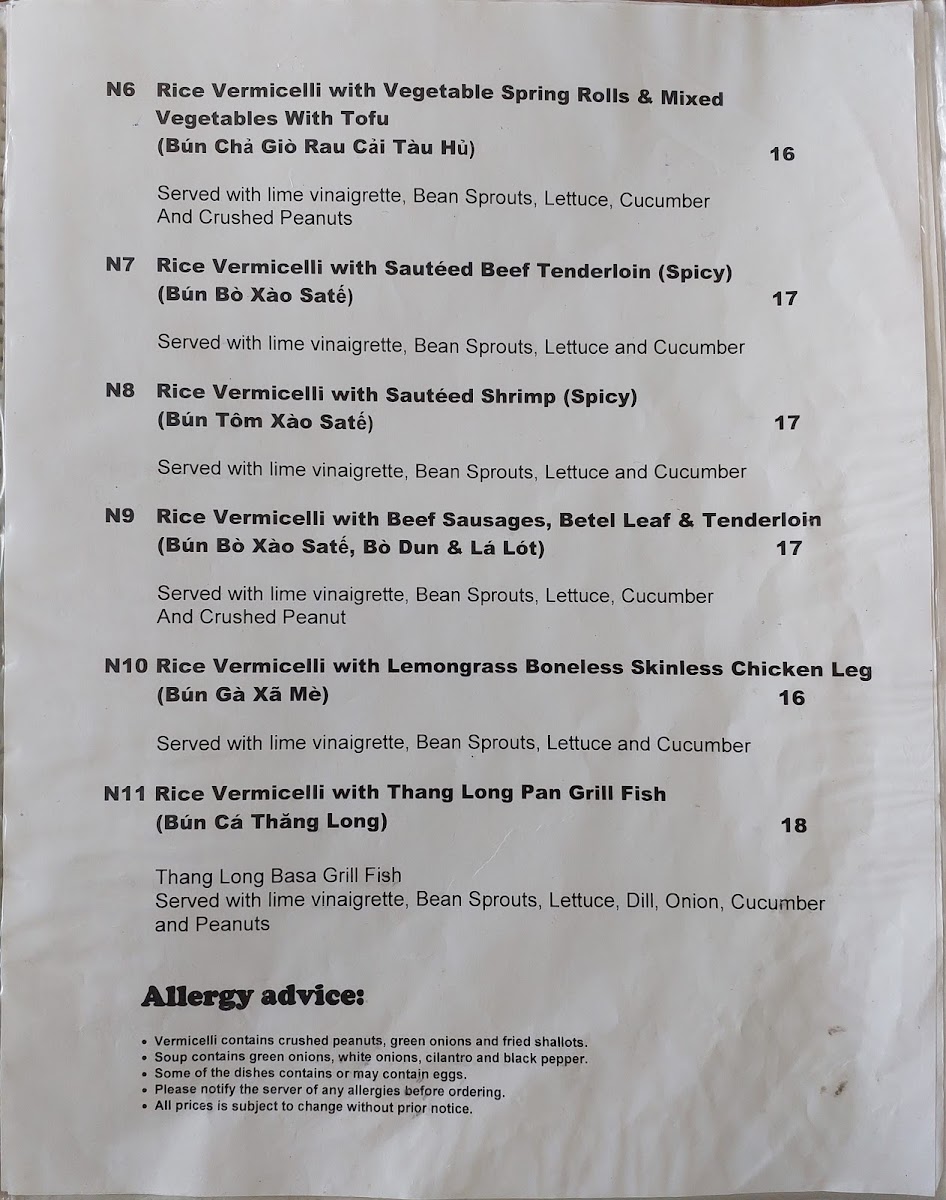 N6 Rice Vermicelli with Vegetable Spring Rolls & Mixed
Vegetables With Tofu
(Bún Chả Giò Rau Cải Tàu Hủ) 16
Served with lime vinaigrette, Bean Sprouts, Lettuce, Cucumber
And Crushed Peanuts
N7 Rice Vermicelli with Sautéed Beef Tenderloin (Spicy)
(Bún Bò Xào Satế) 17
Served with lime vinaigrette, Bean Sprouts, Lettuce and Cucumber
N8 Rice Vermicelli with Sautéed Shrimp (Spicy)
(Bún Tôm Xào Satế) 17
Served with lime vinaigrette, Bean Sprouts, Lettuce and Cucumber
N9 Rice Vermicelli with Beef Sausages, Betel Leaf & Tenderloin
(Bún Bò Xào Satế, Bò Dun & Lá Lót) 17
Served with lime vinaigrette, Bean Sprouts, Lettuce, Cucumber
And Crushed Peanut
N10 Rice Vermicelli with Lemongrass Boneless Skinless Chicken Leg
(Bún Gà Xã Mè) 16
Served with lime vinaigrette, Bean Sprouts, Lettuce and Cucumber
N11 Rice Vermicelli with Thang Long Pan Grill Fish
(Bún Cá Thăng Long) 18
Thang Long Basa Grill Fish
Served with lime vinaigrette, Bean Sprouts, Lettuce, Dill, Onion, Cucumber
and Peanuts
Allergy advice:
• Vermicelli contains crushed peanuts, green onions and fried shallots.
• Soup contains green onions, white onions, cilantro and black pepper.
• Some of the dishes contains or may contain eggs.
• Please notify the server of any allergies before ordering.
• All prices is subject to change without prior notice.